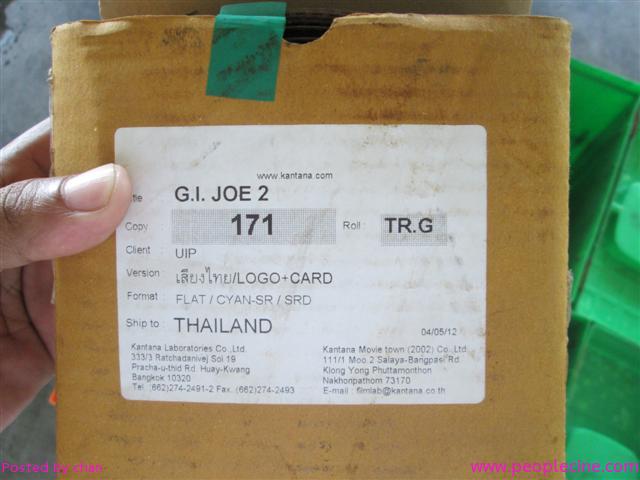 www.kantana.com
Title G.I. JOE 2
Copy 171 Roll : TR.G
Client : UIP
Version : เสียงไทย/LOGO+CARD
Format : FLAT / CYAN-SR / SRD
Ship to : THAILAND 04/05/12
Kantana Laboratories Co.,Ltd. Kantana Movie town (2002) Co.,Ltd.
333/3 Ratchadanivej Soi 19 111/1 Moo.2 Salaya-Bangpasi Rd.
Pracha-u-thid Rd. Huay-Kwang Klong Yong Phuttamonthon
Bangkok 10320 Nakhonpathom 73170
Tel. (662)274-2491-2 Fax. (662)274-2493 E-Mail : filmlab@kantana.co.th
Posted By chan www.peoplecine.com